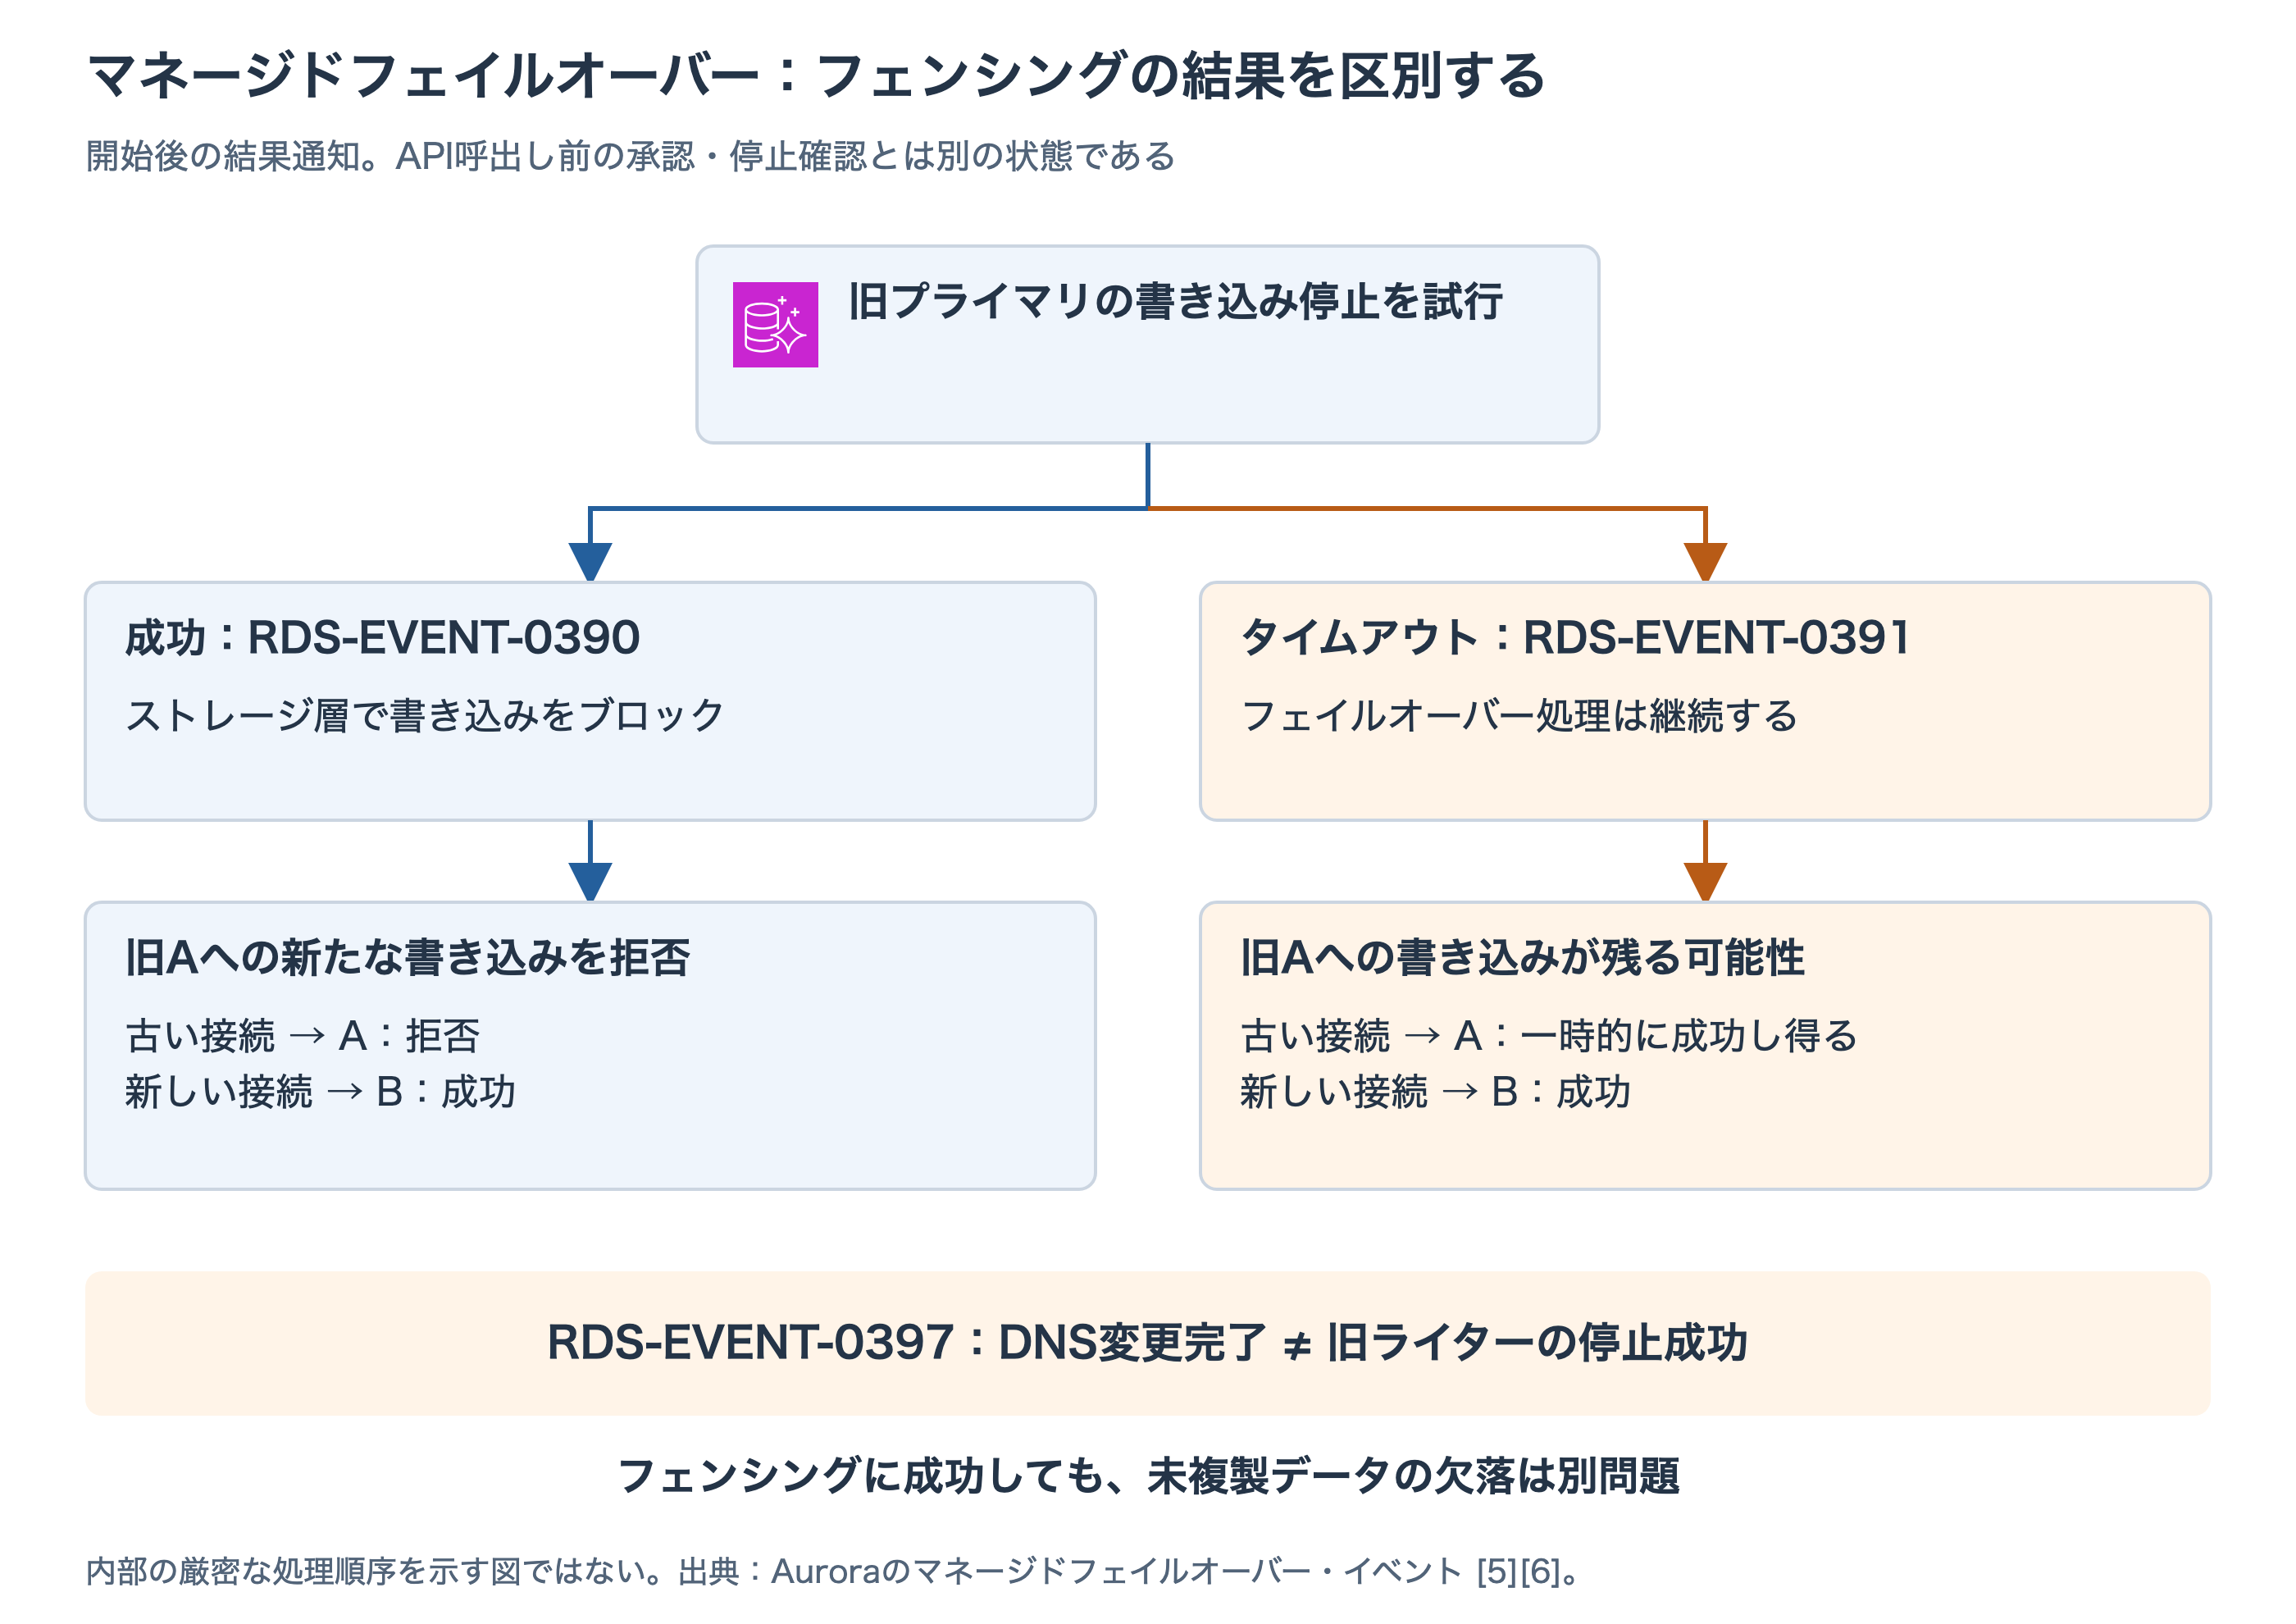 マネージドフェイルオーバー：フェンシングの結果を区別する
開始後の結果通知。API呼出し前の承認・停止確認とは別の状態である
旧プライマリの書き込み停止を試行
成功：RDS-EVENT-0390
ストレージ層で書き込みをブロック
タイムアウト：RDS-EVENT-0391
フェイルオーバー処理は継続する
旧Aへの新たな書き込みを拒否
古い接続 → A：拒否
新しい接続 → B：成功
旧Aへの書き込みが残る可能性
古い接続 → A：一時的に成功し得る
新しい接続 → B：成功
RDS-EVENT-0397：DNS変更完了 ≠ 旧ライターの停止成功
フェンシングに成功しても、未複製データの欠落は別問題
内部の厳密な処理順序を示す図ではない。出典：Auroraのマネージドフェイルオーバー・イベント [5][6]。